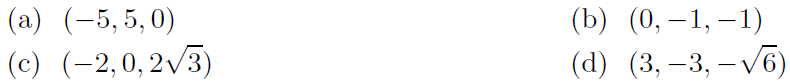 (a) (−5, 5, 0) (b) (0, −1, −1)
(c) (−2, 0, 2√3) (d) (3, −3, −√6)